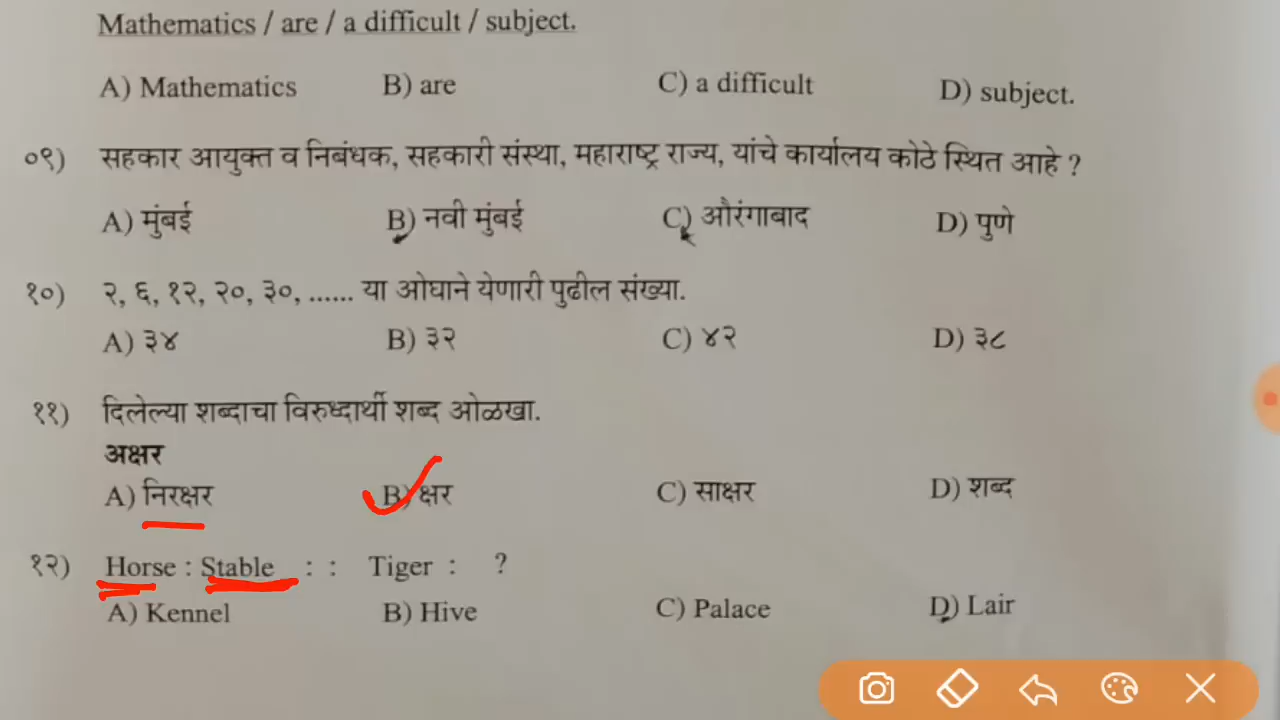 Mathematics / are / a difficult / subject.
A) Mathematics B) are C) a difficult D) subject.
०९) सहकार आयुक्त व निबंधक, सहकारी संस्था, महाराष्ट्र राज्य, यांचे कार्यालय कोठे स्थित आहे ?
A) मुंबई B) नवी मुंबई C) औरंगाबाद D) पुणे
१०) २, ६, १२, २०, ३०, ...... या ओघाने येणारी पुढील संख्या.
A) ३४ B) ३२ C) ४२ D) ३८
११) दिलेल्या शब्दाचा विरुध्दार्थी शब्द ओळखा.
अक्षर
A) निरक्षर B) क्षर C) साक्षर D) शब्द
१२) Horse : Stable : : Tiger : ?
A) Kennel B) Hive C) Palace D) Lair